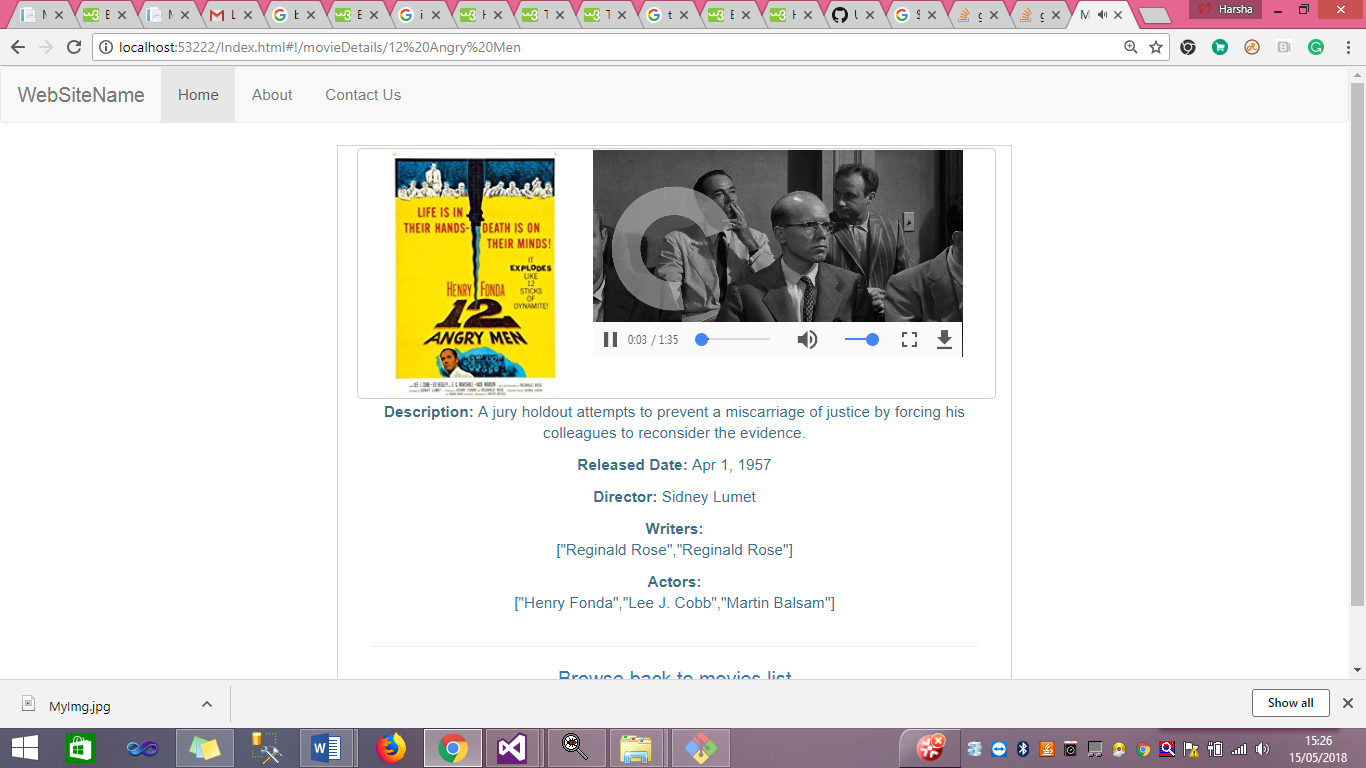 Harsha
localhost:53222/Index.html#!/movieDetails/12%20Angry%20Men
WebSiteName Home About Contact Us
LIFE IS IN
THEIR HANDS- DEATH IS ON
THEIR MINDS!
IT
EXPLODES
LIKE
12
STICKS
OF
DYNAMITE!
HENRY FONDA
12
ANGRY MEN
0:03 / 1:35
Description: A jury holdout attempts to prevent a miscarriage of justice by forcing his
colleagues to reconsider the evidence.
Released Date: Apr 1, 1957
Director: Sidney Lumet
Writers:
["Reginald Rose","Reginald Rose"]
Actors:
["Henry Fonda","Lee J. Cobb","Martin Balsam"]
Browse back to movies list
MyImg.jpg
Show all
15:26
15/05/2018